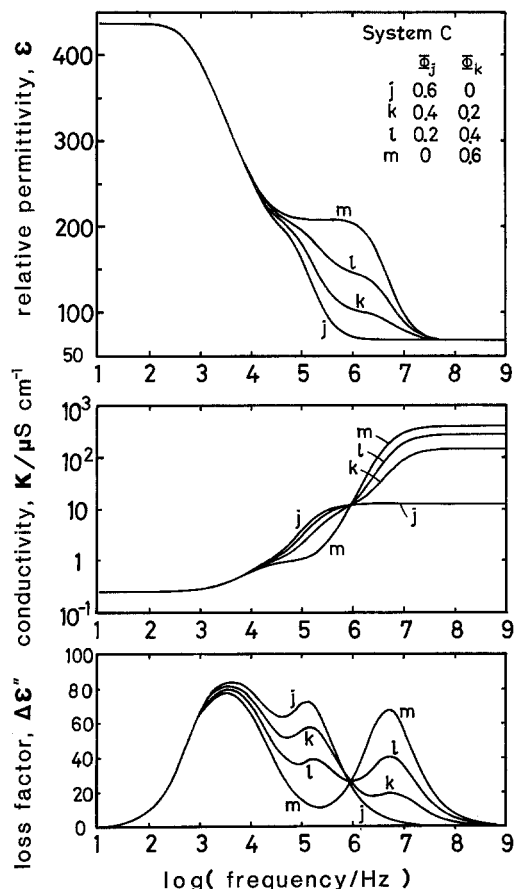 relative permittivity, ε
400
300
200
100
50
System C
Φ̄j Φ̄k
j 0.6 0
k 0.4 0.2
l 0.2 0.4
m 0 0.6
m
l
k
j
1 2 3 4 5 6 7 8 9
conductivity, K/μS cm⁻¹
10³
10²
10
1
10⁻¹
m
l
k
j
j
m
1 2 3 4 5 6 7 8 9
loss factor, Δε″
100
80
60
40
20
0
j
k
l
m
m
l
k
j
1 2 3 4 5 6 7 8 9
log( frequency/Hz )